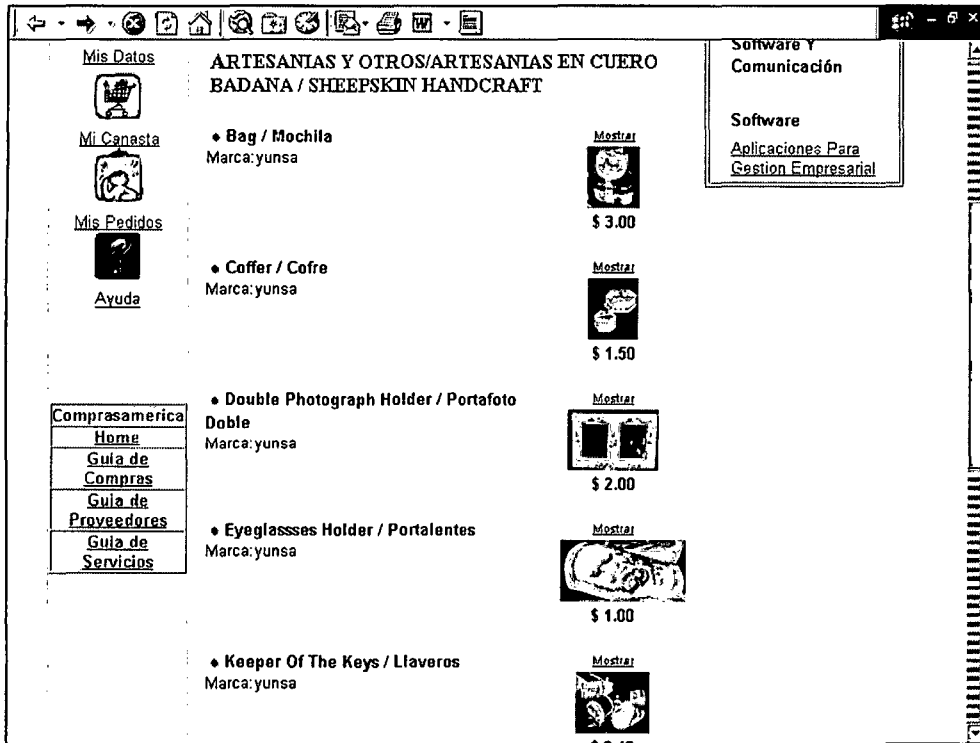 Mis Datos
Mi Canasta
Mis Pedidos
Ayuda
Comprasamerica
Home
Guia de
Compras
Guia de
Proveedores
Guia de
Servicios
ARTESANIAS Y OTROS/ARTESANIAS EN CUERO
BADANA / SHEEPSKIN HANDCRAFT
Bag / Mochila
Marca:yunsa
Mostrar
$ 3.00
Coffer / Cofre
Marca:yunsa
Mostrar
$ 1.50
Double Photograph Holder / Portafoto
Doble
Marca:yunsa
Mostrar
$ 2.00
Eyeglassses Holder / Portalentes
Marca:yunsa
Mostrar
$ 1.00
Keeper Of The Keys / Llaveros
Marca:yunsa
Mostrar
Software Y
Comunicación
Software
Aplicaciones Para
Gestion Empresarial